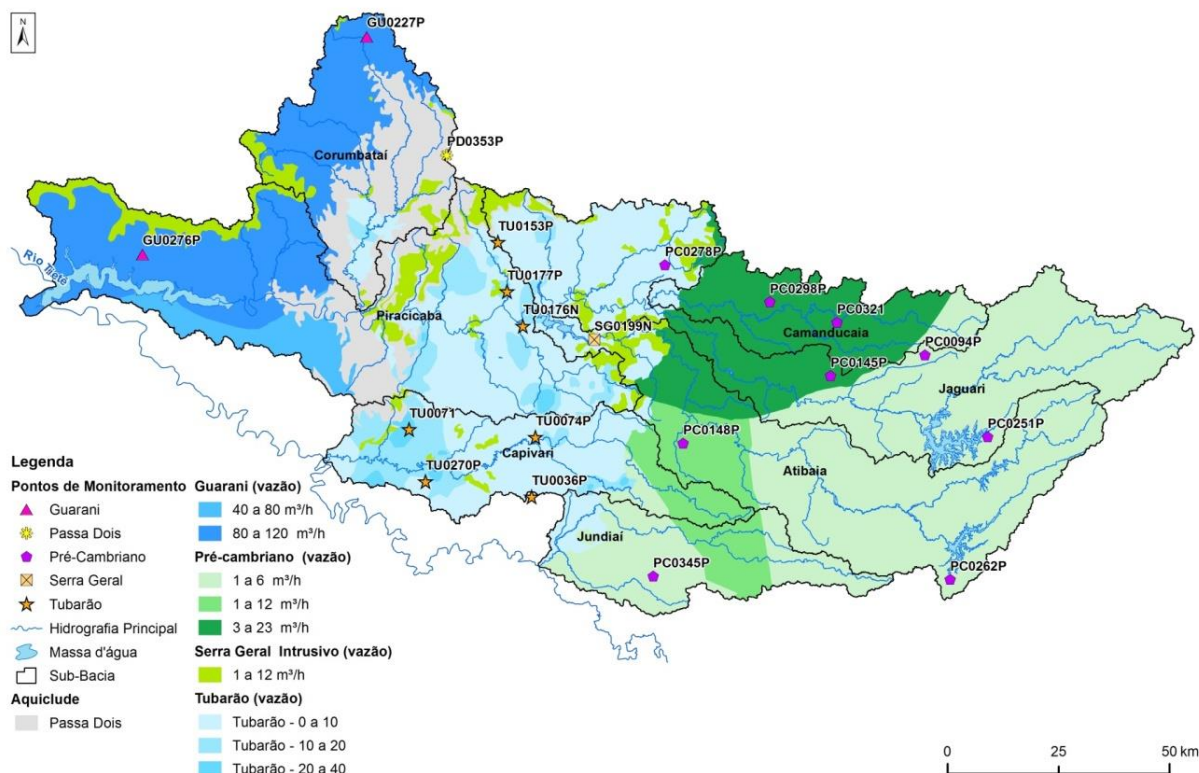 N
GU0227P
PD0353P
Corumbataí
TU0153P
GU0276P
PC0278P
Rio Tietê
TU0177P
PC0298P
TU0176N
Piracicaba
SG0199N
PC0321
Camanducaia
PC0094P
PC0145P
Jaguari
TU0071
TU0074P
PC0148P
PC0251P
Capivari
Atibaia
TU0270P
TU0036P
Jundiaí
PC0345P
PC0262P
Legenda
Pontos de Monitoramento
Guarani
Passa Dois
Pré-Cambriano
Serra Geral
Tubarão
Hidrografia Principal
Massa d'água
Sub-Bacia
Aquiclude
Passa Dois
Guarani (vazão)
40 a 80 m³/h
80 a 120 m³/h
Pré-cambriano (vazão)
1 a 6 m³/h
1 a 12 m³/h
3 a 23 m³/h
Serra Geral Intrusivo (vazão)
1 a 12 m³/h
Tubarão (vazão)
Tubarão - 0 a 10
Tubarão - 10 a 20
Tubarão - 20 a 40
0 25 50 km